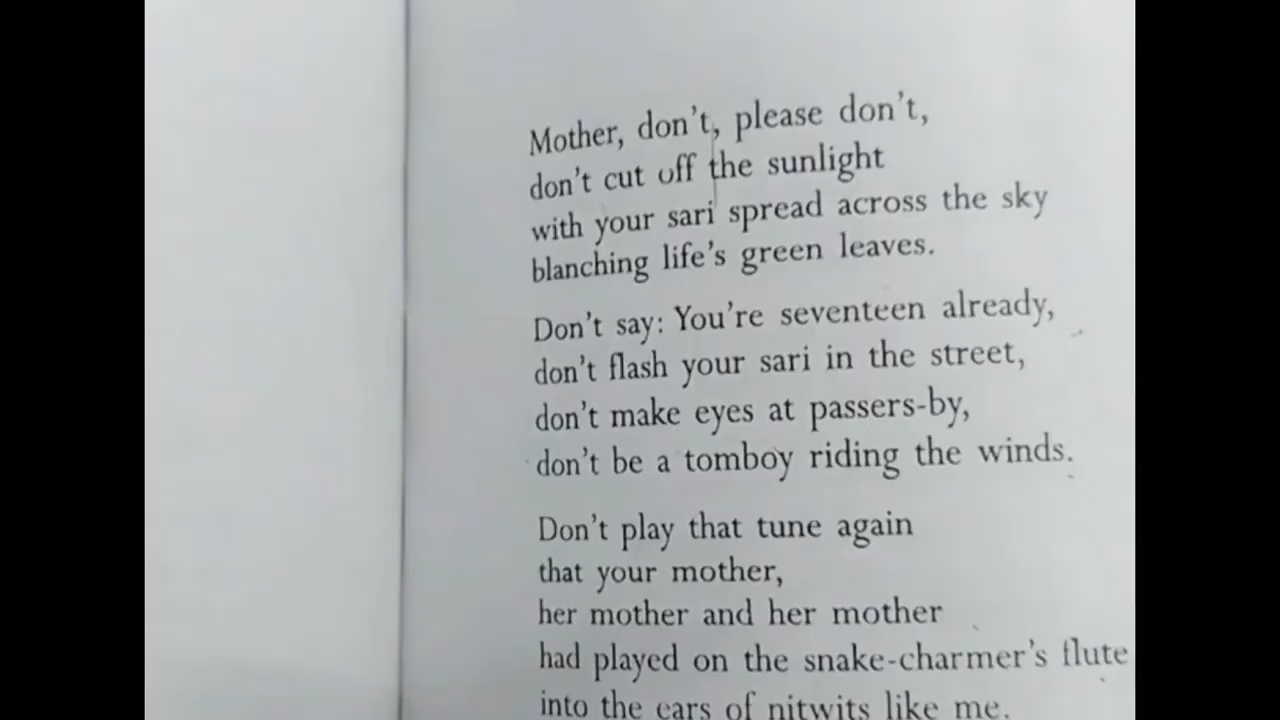 Mother, don't, please don't,
don't cut off the sunlight
with your sari spread across the sky
blanching life's green leaves.
Don't say: You're seventeen already,
don't flash your sari in the street,
don't make eyes at passers-by,
don't be a tomboy riding the winds.
Don't play that tune again
that your mother,
her mother and her mother
had played on the snake-charmer's flute
into the ears of nitwits like me.